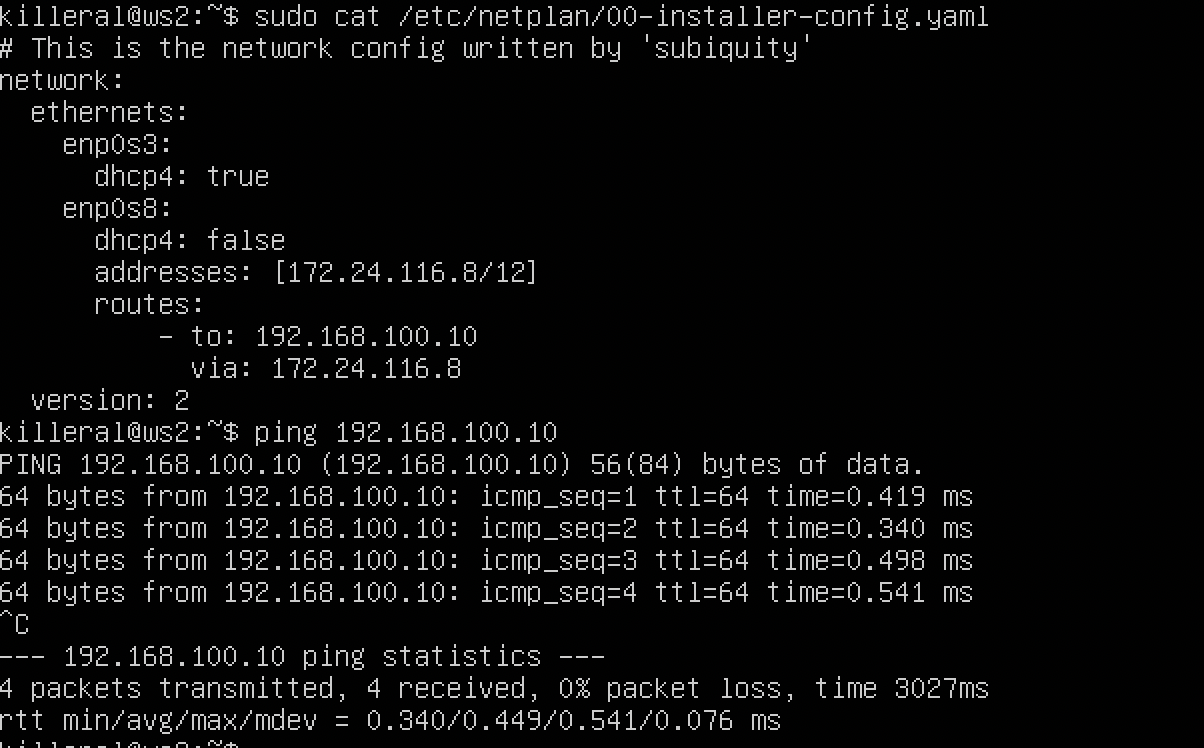 killeral@ws2:~$ sudo cat /etc/netplan/00-installer-config.yaml
# This is the network config written by 'subiquity'
network:
  ethernets:
    enp0s3:
      dhcp4: true
    enp0s8:
      dhcp4: false
      addresses: [172.24.116.8/12]
      routes:
          - to: 192.168.100.10
            via: 172.24.116.8
  version: 2
killeral@ws2:~$ ping 192.168.100.10
PING 192.168.100.10 (192.168.100.10) 56(84) bytes of data.
64 bytes from 192.168.100.10: icmp_seq=1 ttl=64 time=0.419 ms
64 bytes from 192.168.100.10: icmp_seq=2 ttl=64 time=0.340 ms
64 bytes from 192.168.100.10: icmp_seq=3 ttl=64 time=0.498 ms
64 bytes from 192.168.100.10: icmp_seq=4 ttl=64 time=0.541 ms
^C
--- 192.168.100.10 ping statistics ---
4 packets transmitted, 4 received, 0% packet loss, time 3027ms
rtt min/avg/max/mdev = 0.340/0.449/0.541/0.076 ms